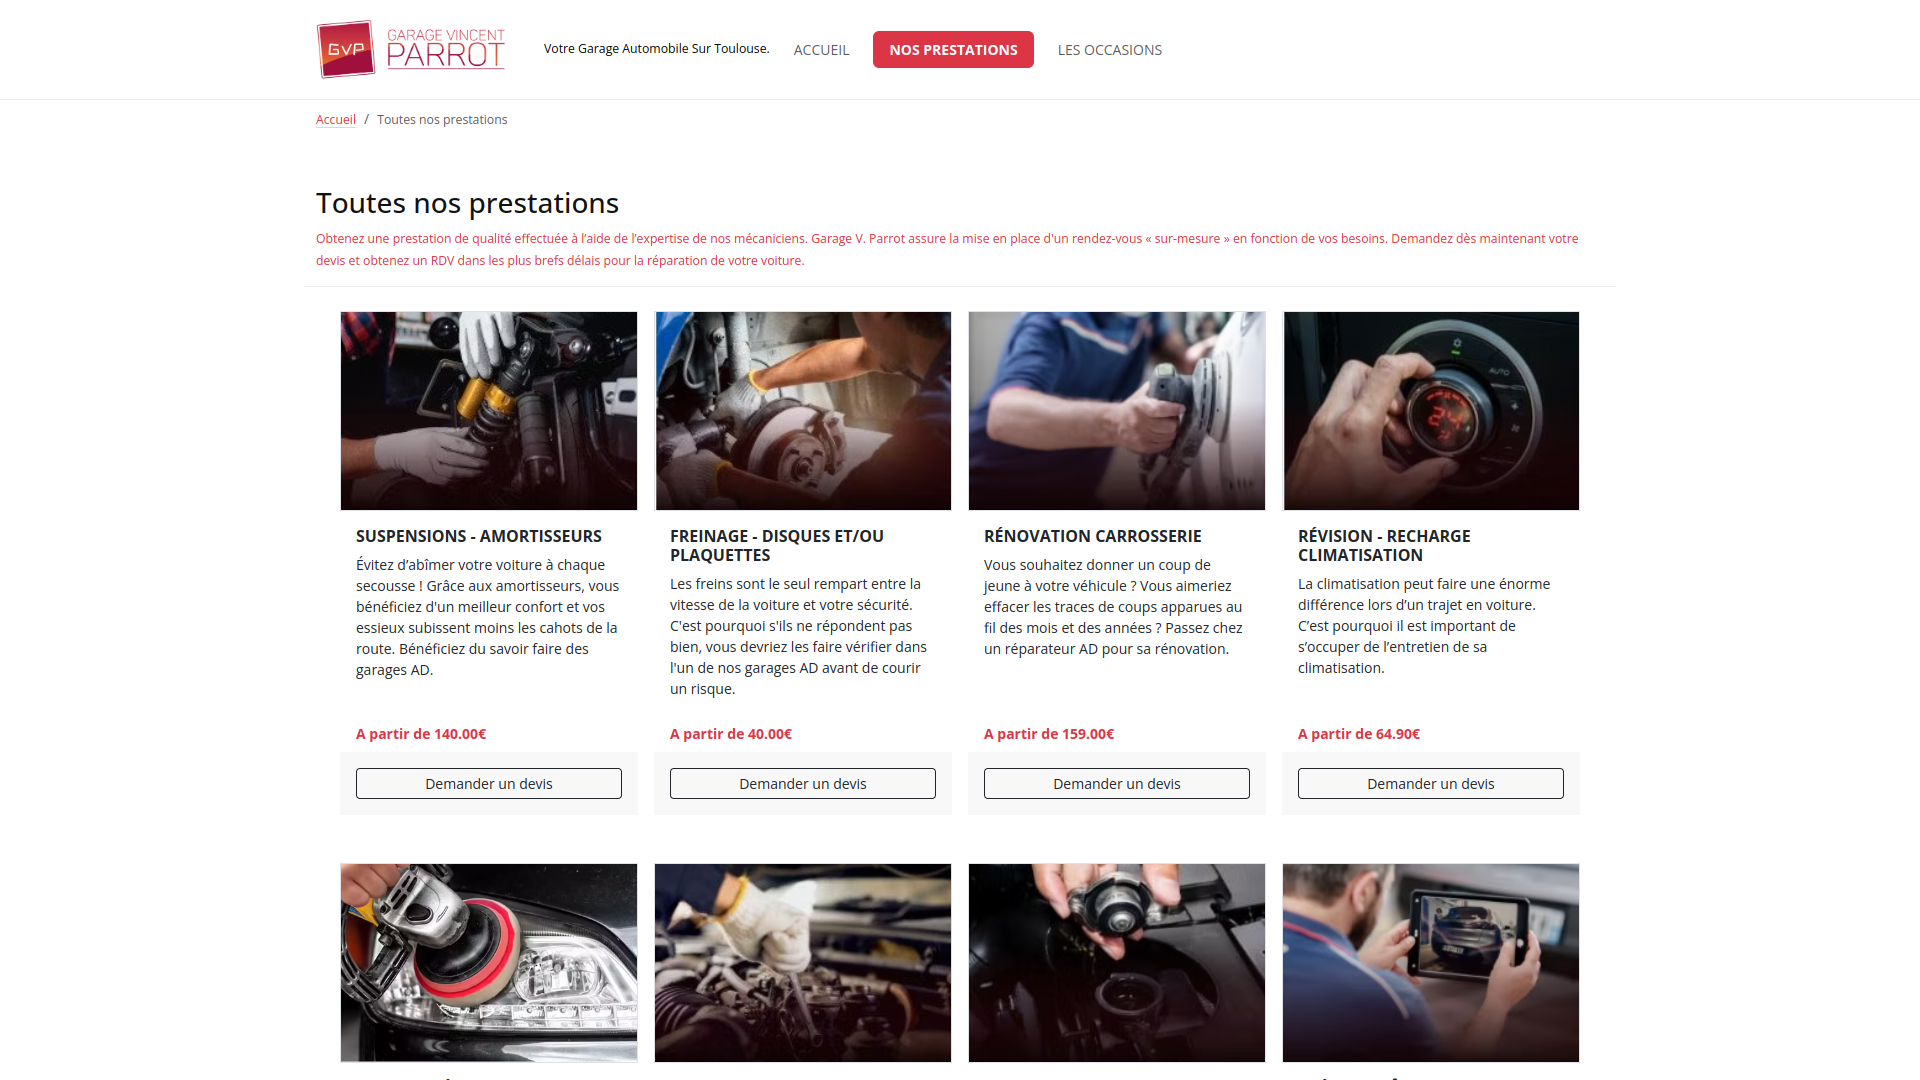 GVP GARAGE VINCENT PARROT
Votre Garage Automobile Sur Toulouse.
ACCUEIL
NOS PRESTATIONS
LES OCCASIONS
Accueil / Toutes nos prestations
Toutes nos prestations
Obtenez une prestation de qualité effectuée à l'aide de l'expertise de nos mécaniciens. Garage V. Parrot assure la mise en place d'un rendez-vous « sur-mesure » en fonction de vos besoins. Demandez dès maintenant votre
devis et obtenez un RDV dans les plus brefs délais pour la réparation de votre voiture.
AUTO
24
SUSPENSIONS - AMORTISSEURS
Évitez d’abîmer votre voiture à chaque
secousse ! Grâce aux amortisseurs, vous
bénéficiez d'un meilleur confort et vos
essieux subissent moins les cahots de la
route. Bénéficiez du savoir faire des
garages AD.
A partir de 140.00€
Demander un devis
FREINAGE - DISQUES ET/OU
PLAQUETTES
Les freins sont le seul rempart entre la
vitesse de la voiture et votre sécurité.
C'est pourquoi s'ils ne répondent pas
bien, vous devriez les faire vérifier dans
l'un de nos garages AD avant de courir
un risque.
A partir de 40.00€
Demander un devis
RÉNOVATION CARROSSERIE
Vous souhaitez donner un coup de
jeune à votre véhicule ? Vous aimeriez
effacer les traces de coups apparues au
fil des mois et des années ? Passez chez
un réparateur AD pour sa rénovation.
A partir de 159.00€
Demander un devis
RÉVISION - RECHARGE
CLIMATISATION
La climatisation peut faire une énorme
différence lors d’un trajet en voiture.
C’est pourquoi il est important de
s’occuper de l’entretien de sa
climatisation.
A partir de 64.90€
Demander un devis